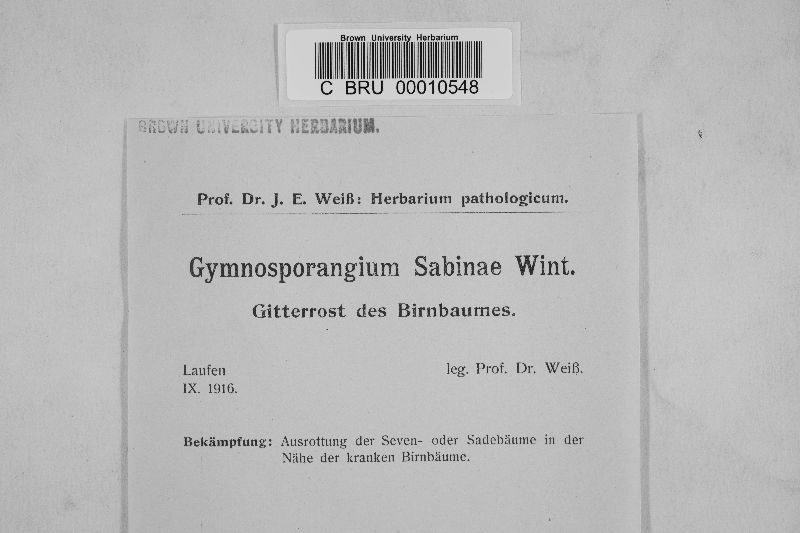 Brown University Herbarium
C BRU 00010548
BROWN UNIVERSITY HERBARIUM.
Prof. Dr. J. E. Weiß: Herbarium pathologicum.
Gymnosporangium Sabinae Wint.
Gitterrost des Birnbaumes.
Laufen
leg. Prof. Dr. Weiß.
IX. 1916.
Bekämpfung: Ausrottung der Seven- oder Sadebäume in der
Nähe der kranken Birnbäume.